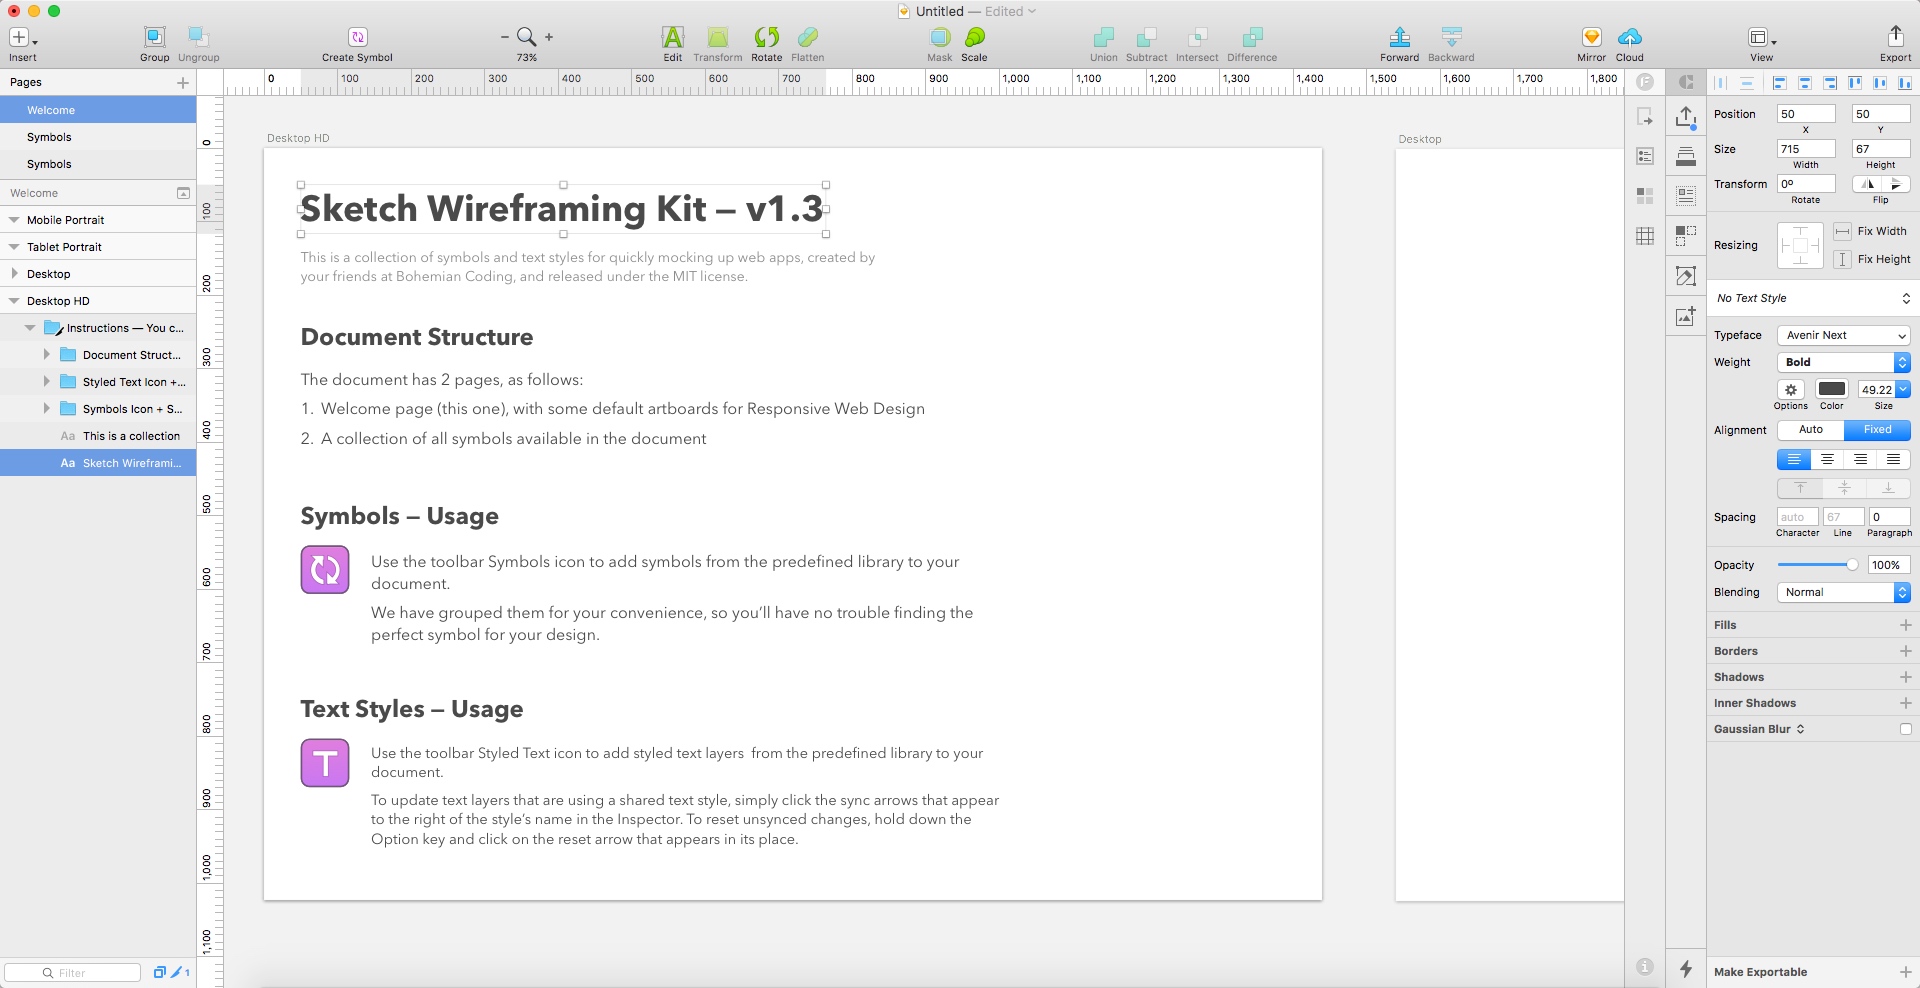 Untitled — Edited
Insert
Group
Ungroup
Create Symbol
73%
Edit
Transform
Rotate
Flatten
Mask
Scale
Union
Subtract
Intersect
Difference
Forward
Backward
Mirror
Cloud
View
Export
Pages
0 100 200 300 400 500 600 700 800 900 1,000 1,100 1,200 1,300 1,400 1,500 1,600 1,700 1,800
Welcome
Symbols
Symbols
Welcome
Mobile Portrait
Tablet Portrait
Desktop
Desktop HD
Instructions — You c...
Document Struct...
Styled Text Icon +...
Symbols Icon + S...
Aa This is a collection
Aa Sketch Wireframi...
Filter
1
0
100
200
300
400
500
600
700
800
900
1,000
1,100
Desktop HD
Sketch Wireframing Kit – v1.3
This is a collection of symbols and text styles for quickly mocking up web apps, created by
your friends at Bohemian Coding, and released under the MIT license.
Document Structure
The document has 2 pages, as follows:
1. Welcome page (this one), with some default artboards for Responsive Web Design
2. A collection of all symbols available in the document
Symbols – Usage
Use the toolbar Symbols icon to add symbols from the predefined library to your
document.
We have grouped them for your convenience, so you’ll have no trouble finding the
perfect symbol for your design.
Text Styles – Usage
T
Use the toolbar Styled Text icon to add styled text layers from the predefined library to your
document.
To update text layers that are using a shared text style, simply click the sync arrows that appear
to the right of the style’s name in the Inspector. To reset unsynced changes, hold down the
Option key and click on the reset arrow that appears in its place.
Desktop
Position 50 50
X Y
Size 715 67
Width Height
Transform 0º
Rotate Flip
Resizing
Fix Width
Fix Height
No Text Style
Typeface Avenir Next
Weight Bold
49.22
Options Color Size
Alignment Auto Fixed
Spacing auto 67 0
Character Line Paragraph
Opacity 100%
Blending Normal
Fills
Borders
Shadows
Inner Shadows
Gaussian Blur
Make Exportable